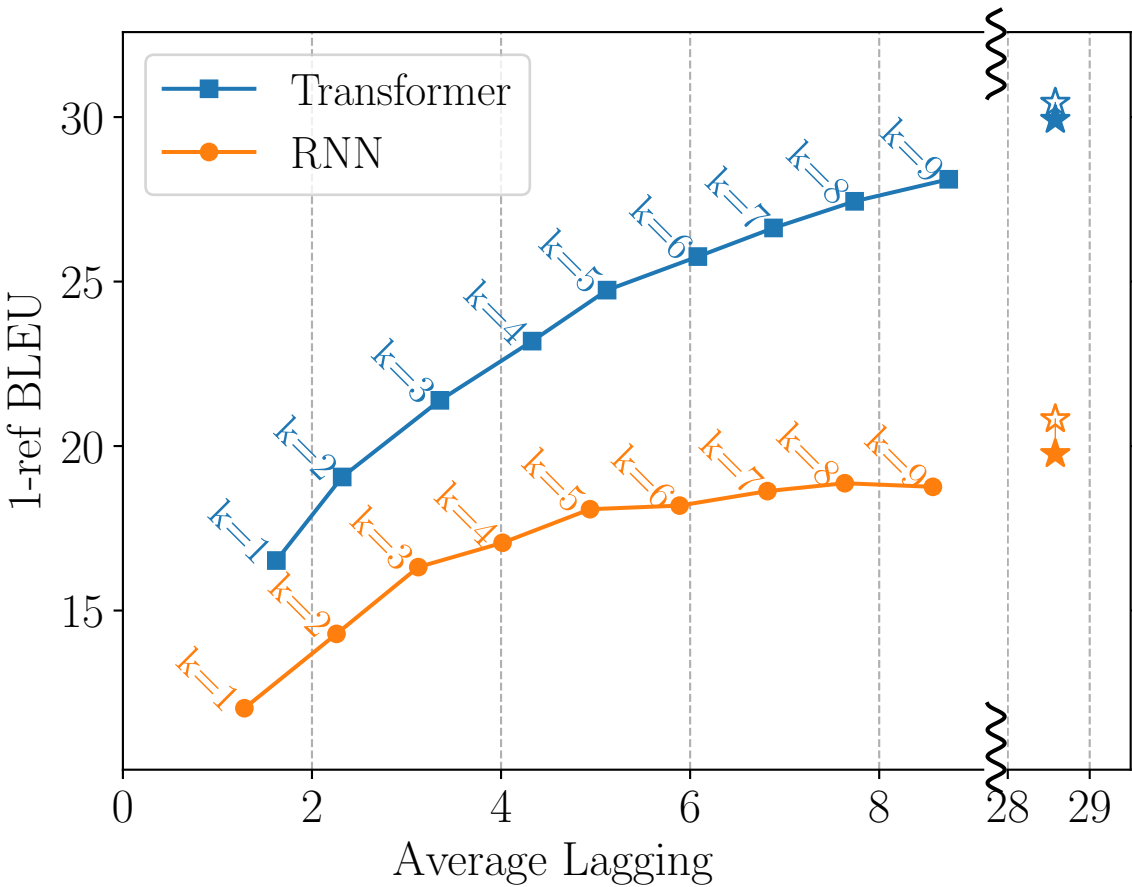 Transformer
RNN
30
25
20
15
1-ref BLEU
k=1
k=2
k=3
k=4
k=5
k=6
k=7
k=8
k=9
k=1
k=2
k=3
k=4
k=5
k=6
k=7
k=8
k=9
0 2 4 6 8 28 29
Average Lagging